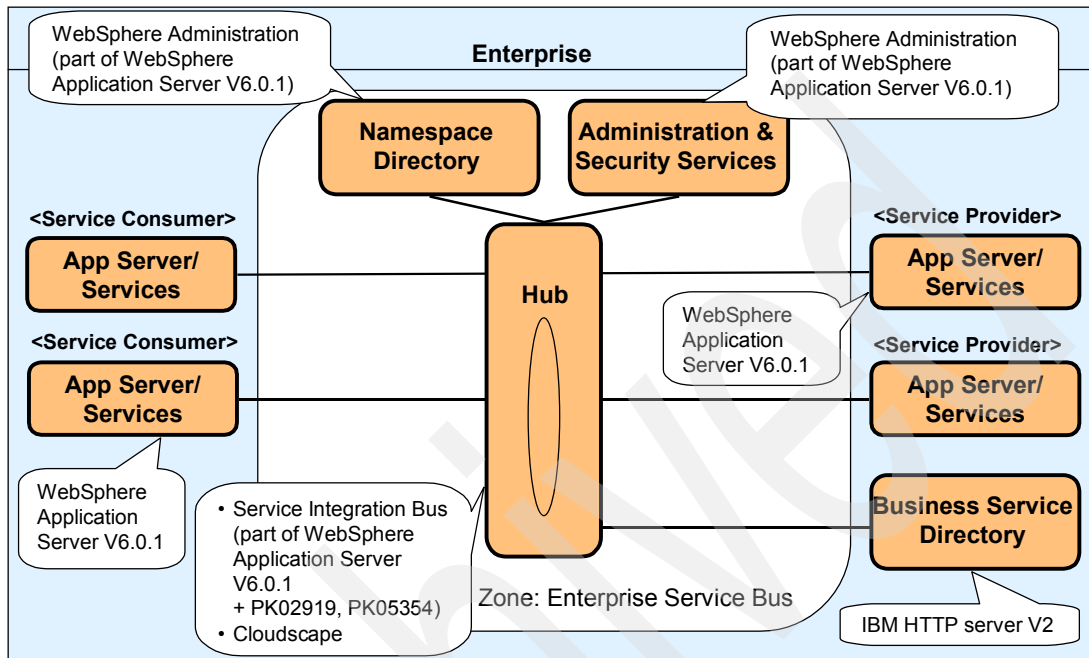 WebSphere Administration
(part of WebSphere
Application Server V6.0.1)
Enterprise
WebSphere Administration
(part of WebSphere
Application Server V6.0.1)
Namespace
Directory
Administration &
Security Services
<Service Consumer>
App Server/
Services
Hub
<Service Provider>
App Server/
Services
WebSphere
Application
Server V6.0.1
<Service Consumer>
App Server/
Services
<Service Provider>
App Server/
Services
WebSphere
Application
Server V6.0.1
• Service Integration Bus
(part of WebSphere
Application Server
V6.0.1
+ PK02919, PK05354)
• Cloudscape
Business Service
Directory
Zone: Enterprise Service Bus
IBM HTTP server V2